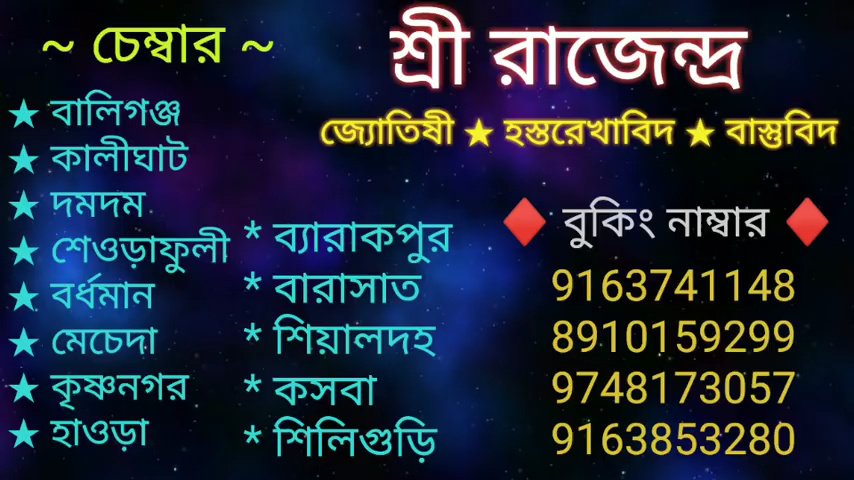 ~ চেম্বার ~
★ বালিগঞ্জ
★ কালীঘাট
★ দমদম
★ শেওড়াফুলী
★ বর্ধমান
★ মেচেদা
★ কৃষ্ণনগর
★ হাওড়া
* ব্যারাকপুর
* বারাসাত
* শিয়ালদহ
* কসবা
* শিলিগুড়ি
শ্রী রাজেন্দ্র
জ্যোতিষী ★ হস্তরেখাবিদ ★ বাস্তুবিদ
♦ বুকিং নাম্বার ♦
9163741148
8910159299
9748173057
9163853280